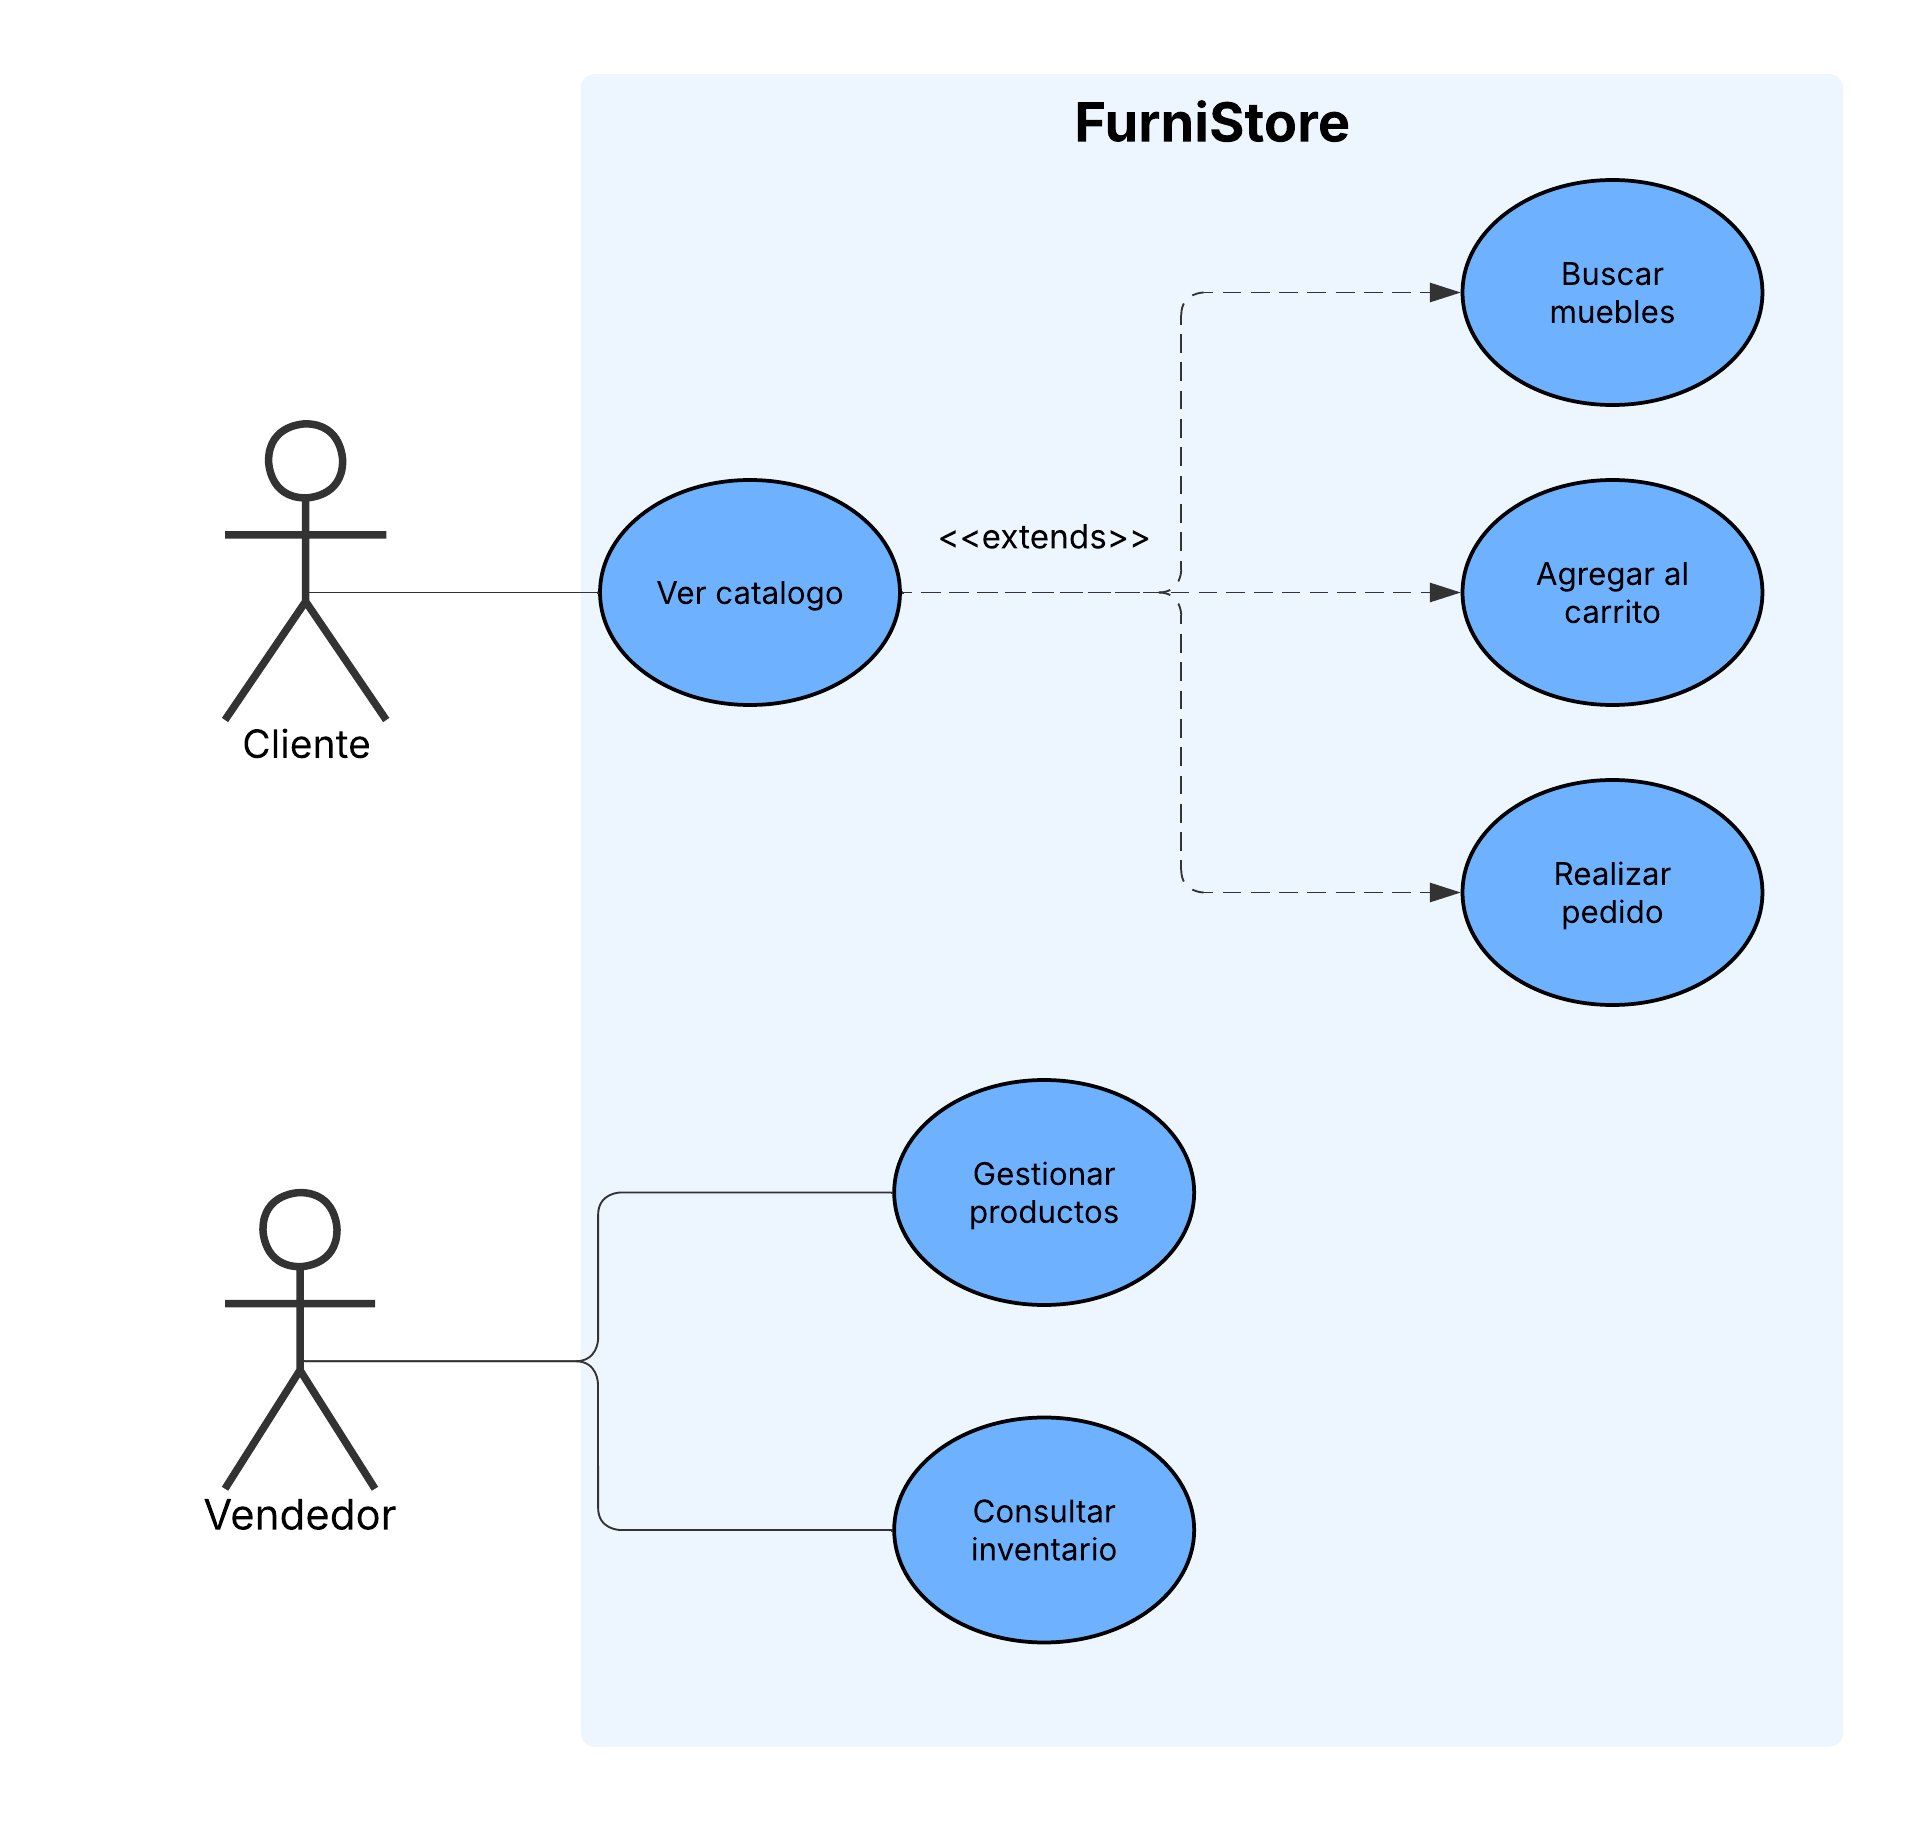 FurniStore
Buscar
muebles
<<extends>>
Ver catalogo
Agregar al
carrito
Cliente
Realizar
pedido
Gestionar
productos
Vendedor
Consultar
inventario